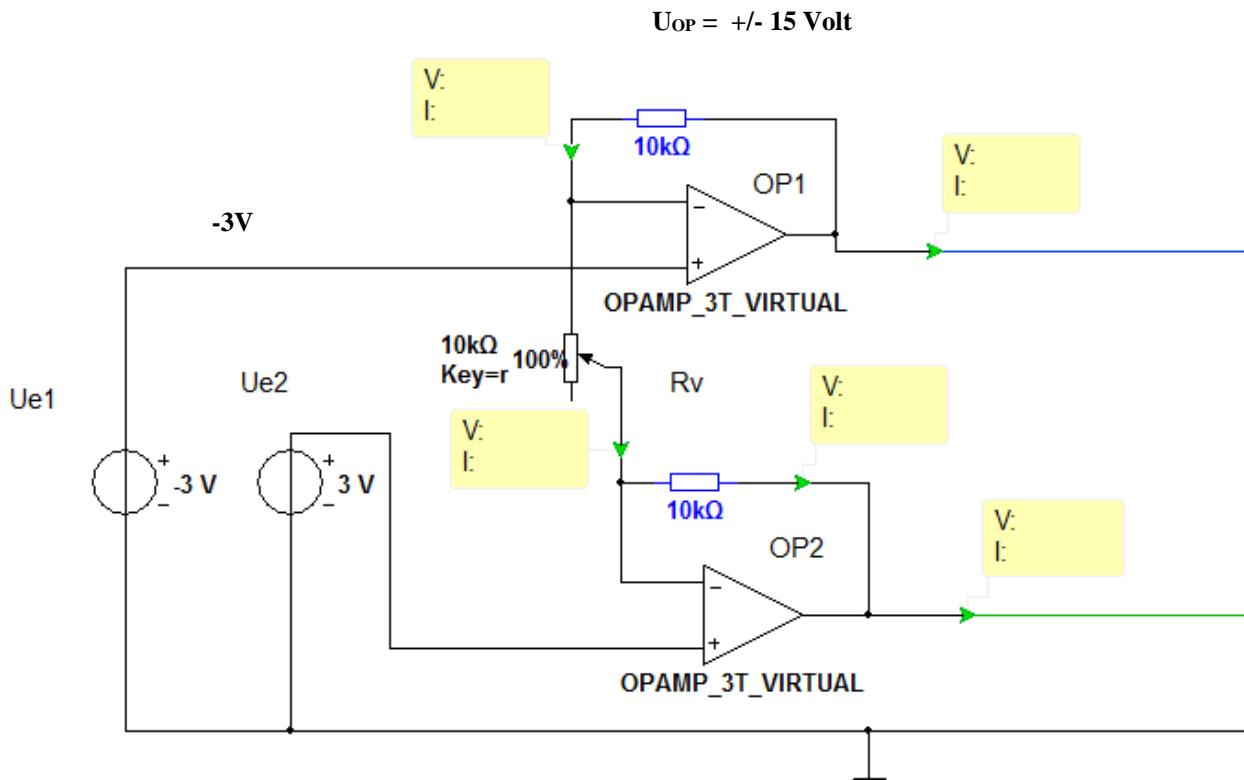 UOP = +/- 15 Volt
V:
I:
10kΩ
V:
I:
OP1
-3V
−
+
OPAMP_3T_VIRTUAL
10kΩ 100%
Key=r
Rv
Ue1
Ue2
V:
I:
V:
I:
+
-3 V
−
+
3 V
−
10kΩ
V:
I:
OP2
−
+
OPAMP_3T_VIRTUAL